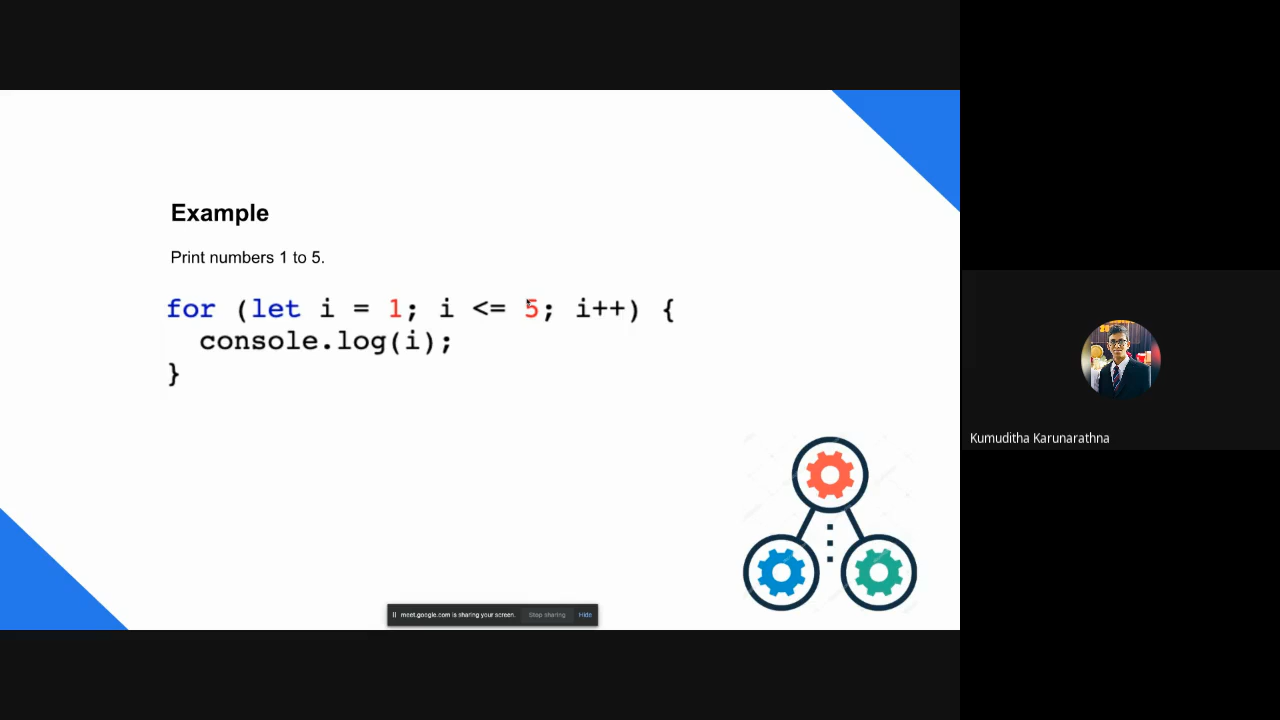 Example
Print numbers 1 to 5.
for (let i = 1; i <= 5; i++) {
  console.log(i);
}
meet.google.com is sharing your screen. Stop sharing Hide
Kumuditha Karunarathna